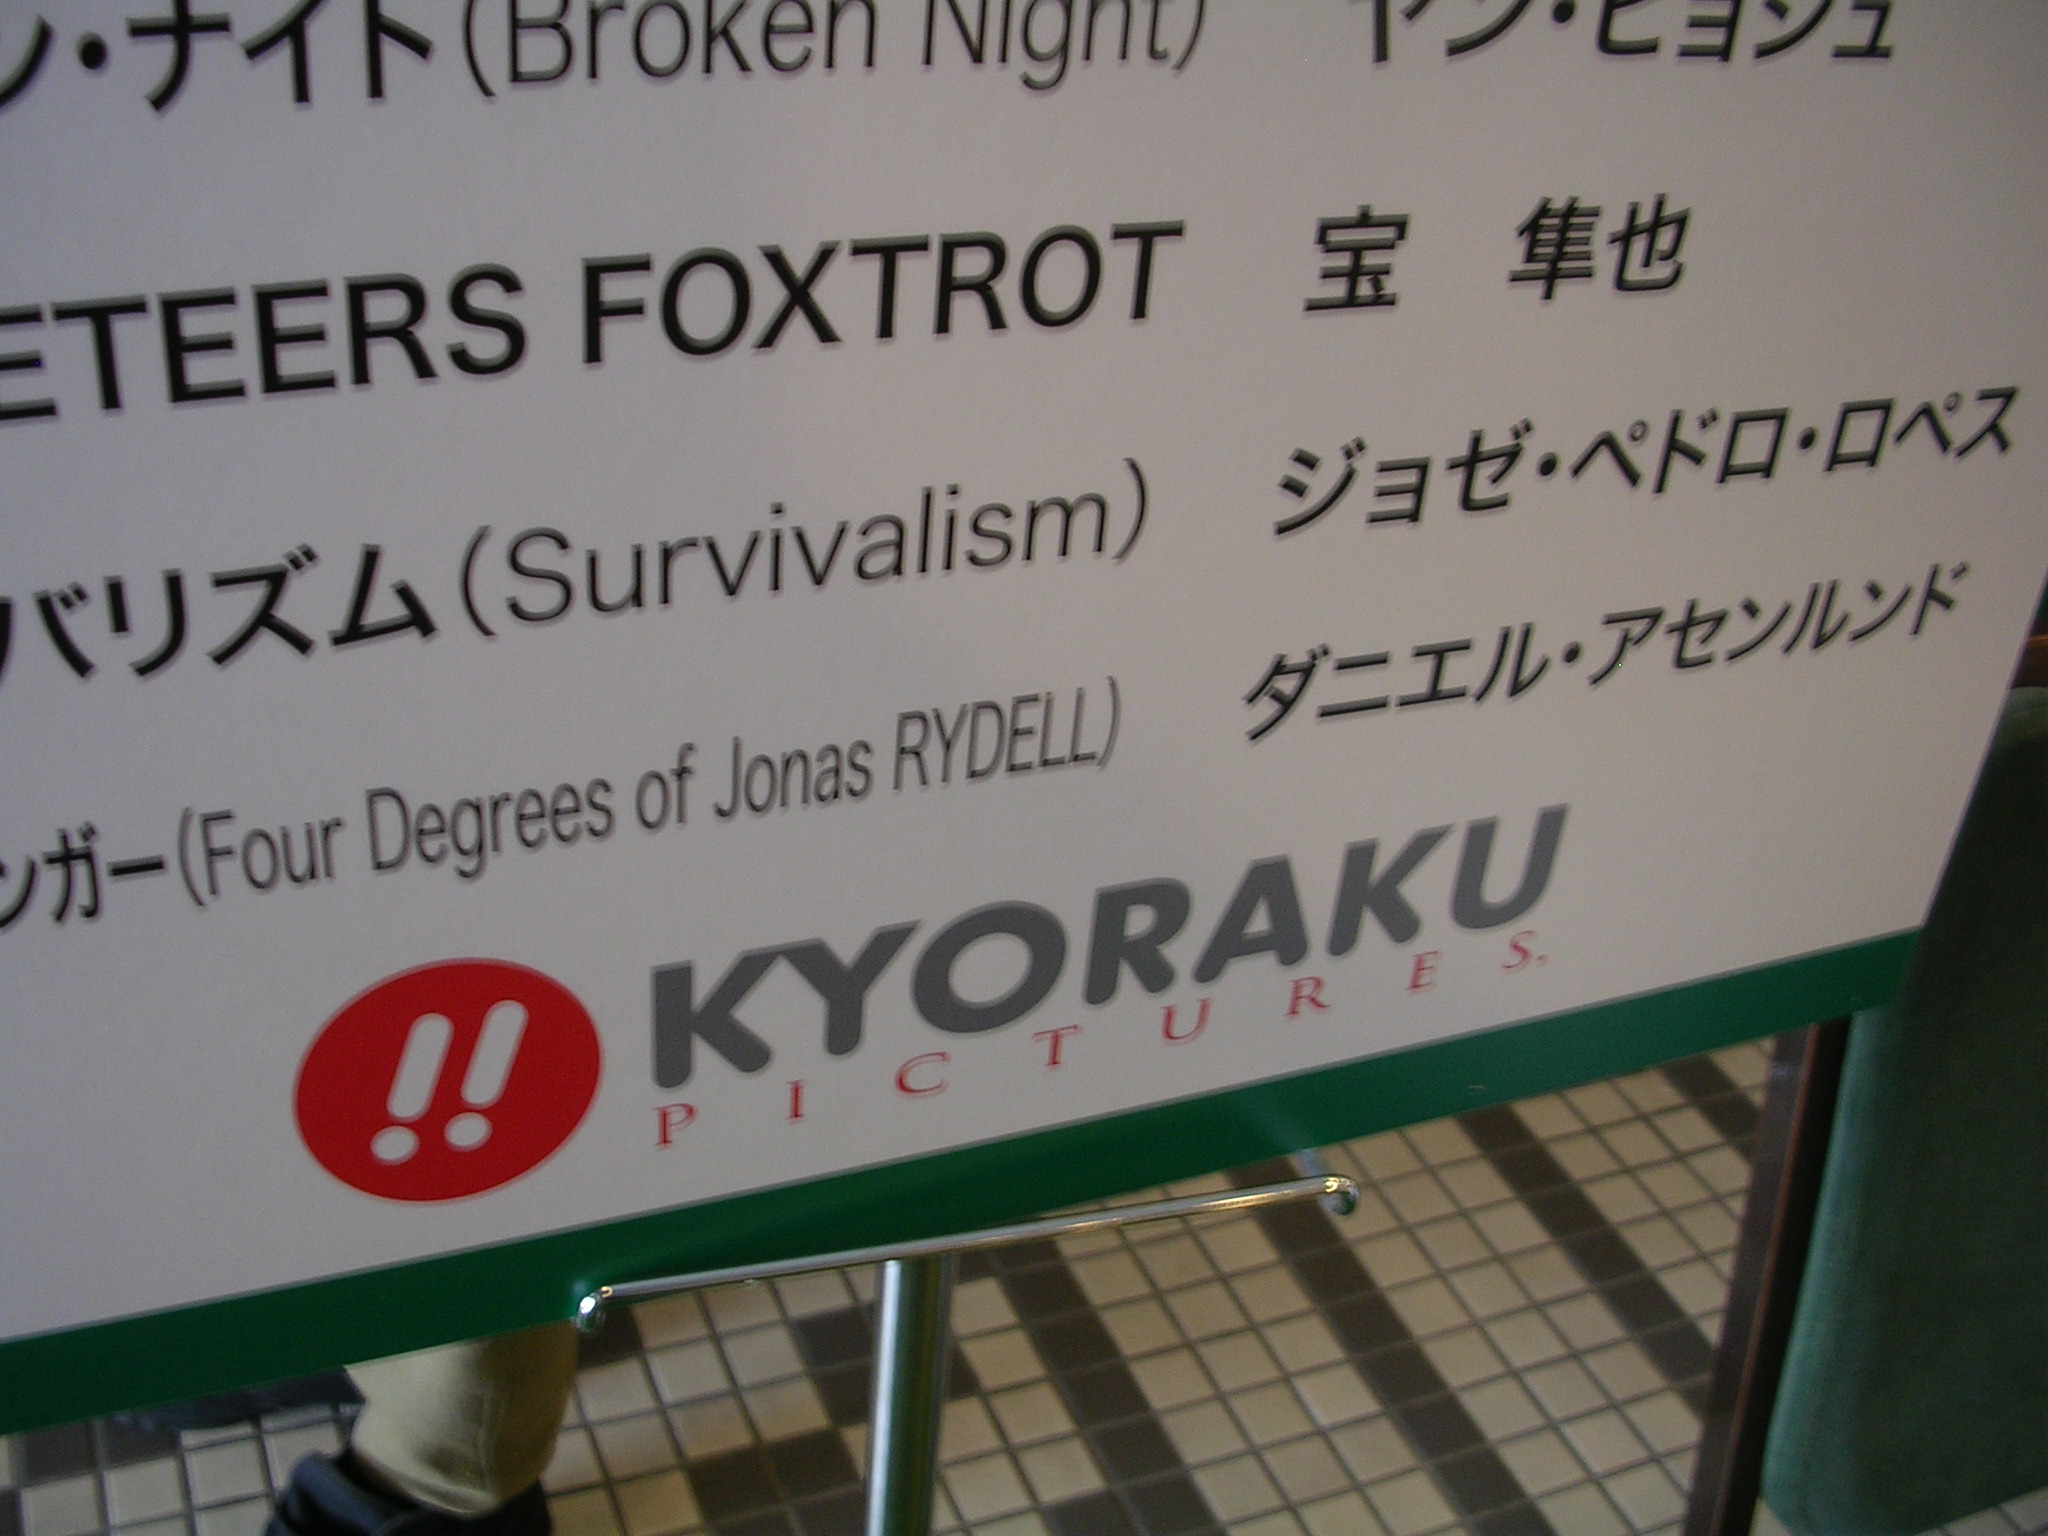 ン・ナイト(Broken Night) ヤン・ヒョジュ
ETEERS FOXTROT 宝 隼也
バリズム(Survivalism) ジョゼ・ペドロ・ロペス
ンガー(Four Degrees of Jonas RYDELL) ダニエル・アセンルンド
!! KYORAKU
PICTURES.